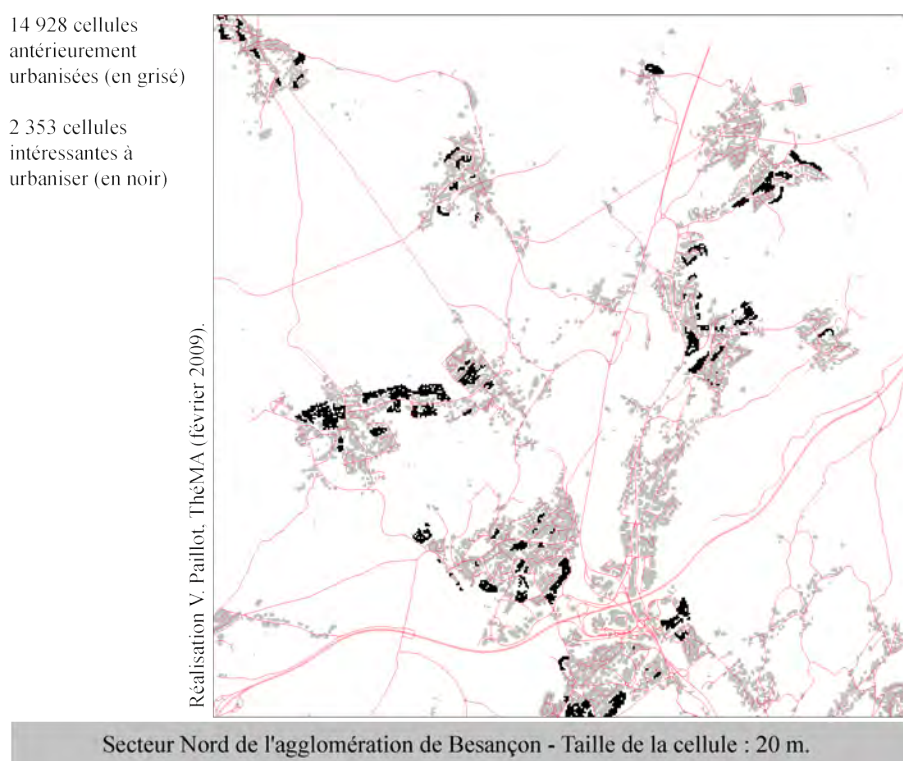 14 928 cellules
antérieurement
urbanisées (en grisé)
2 353 cellules
intéressantes à
urbaniser (en noir)
Réalisation V. Paillot. ThéMA (février 2009).
Secteur Nord de l'agglomération de Besançon - Taille de la cellule : 20 m.